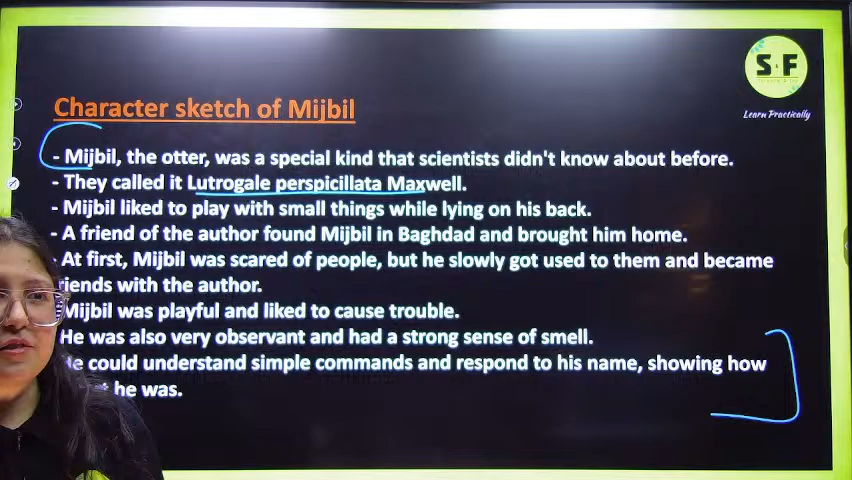 S F
Learn Practically
Character sketch of Mijbil
- Mijbil, the otter, was a special kind that scientists didn't know about before.
- They called it Lutrogale perspicillata Maxwell.
- Mijbil liked to play with small things while lying on his back.
- A friend of the author found Mijbil in Baghdad and brought him home.
- At first, Mijbil was scared of people, but he slowly got used to them and became
riends with the author.
Mijbil was playful and liked to cause trouble.
He was also very observant and had a strong sense of smell.
He could understand simple commands and respond to his name, showing how
he was.